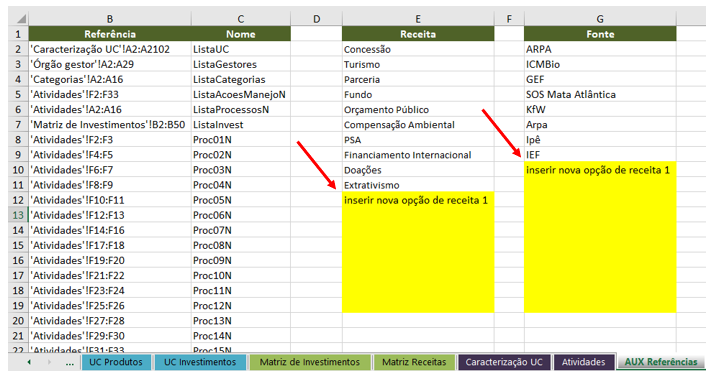 B C D E F G
1 Referência Nome Receita Fonte
2 'Caracterização UC'!A2:A2102 ListaUC Concessão ARPA
3 'Órgão gestor'!A2:A29 ListaGestores Turismo ICMBio
4 'Categorias'!A2:A16 ListaCategorias Parceria GEF
5 'Atividades'!F2:F33 ListaAcoesManejoN Fundo SOS Mata Atlântica
6 'Atividades'!A2:A16 ListaProcessosN Orçamento Público KfW
7 'Matriz de Investimentos'!B2:B50 ListaInvest Compensação Ambiental Arpa
8 'Atividades'!F2:F3 Proc01N PSA Ipê
9 'Atividades'!F4:F5 Proc02N Financiamento Internacional IEF
10 'Atividades'!F6:F7 Proc03N Doações inserir nova opção de receita 1
11 'Atividades'!F8:F9 Proc04N Extrativismo
12 'Atividades'!F10:F11 Proc05N inserir nova opção de receita 1
13 'Atividades'!F12:F13 Proc06N
14 'Atividades'!F14:F16 Proc07N
15 'Atividades'!F17:F18 Proc08N
16 'Atividades'!F19:F20 Proc09N
17 'Atividades'!F21:F22 Proc10N
18 'Atividades'!F23:F24 Proc11N
19 'Atividades'!F25:F26 Proc12N
20 'Atividades'!F27:F28 Proc13N
21 'Atividades'!F29:F30 Proc14N
22 'Atividades'!F31:F33 Proc15N
... UC Produtos UC Investimentos Matriz de Investimentos Matriz Receitas Caracterização UC Atividades AUX Referências